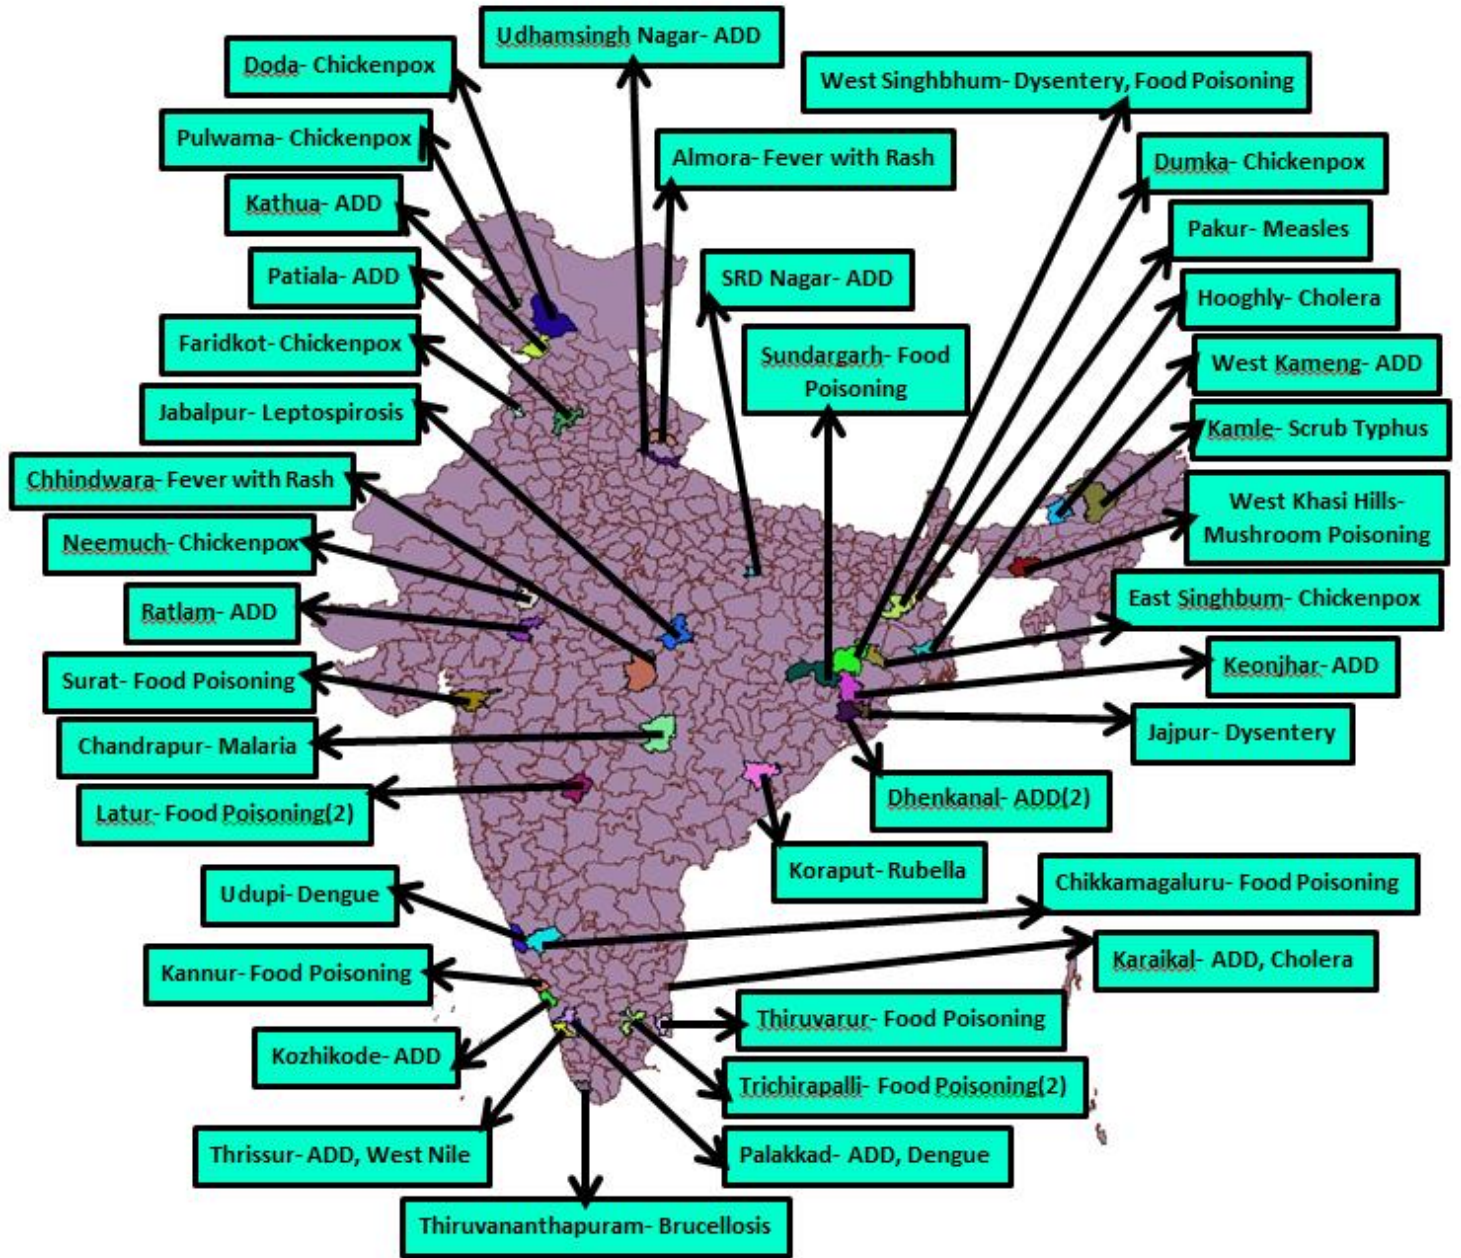 Udhamsingh Nagar- ADD
Doda- Chickenpox
West Singhbhum- Dysentery, Food Poisoning
Pulwama- Chickenpox
Almora- Fever with Rash
Dumka- Chickenpox
Kathua- ADD
Pakur- Measles
Patiala- ADD
SRD Nagar- ADD
Hooghly- Cholera
Faridkot- Chickenpox
Sundargarh- Food
Poisoning
West Kameng- ADD
Jabalpur- Leptospirosis
Kamle- Scrub Typhus
Chhindwara- Fever with Rash
West Khasi Hills-
Mushroom Poisoning
Neemuch- Chickenpox
Ratlam- ADD
East Singhbum- Chickenpox
Surat- Food Poisoning
Keonjhar- ADD
Chandrapur- Malaria
Jajpur- Dysentery
Latur- Food Poisoning(2)
Dhenkanal- ADD(2)
Koraput- Rubella
Udupi- Dengue
Chikkamagaluru- Food Poisoning
Kannur- Food Poisoning
Karaikal- ADD, Cholera
Thiruvarur- Food Poisoning
Kozhikode- ADD
Trichirapalli- Food Poisoning(2)
Thrissur- ADD, West Nile
Palakkad- ADD, Dengue
Thiruvananthapuram- Brucellosis